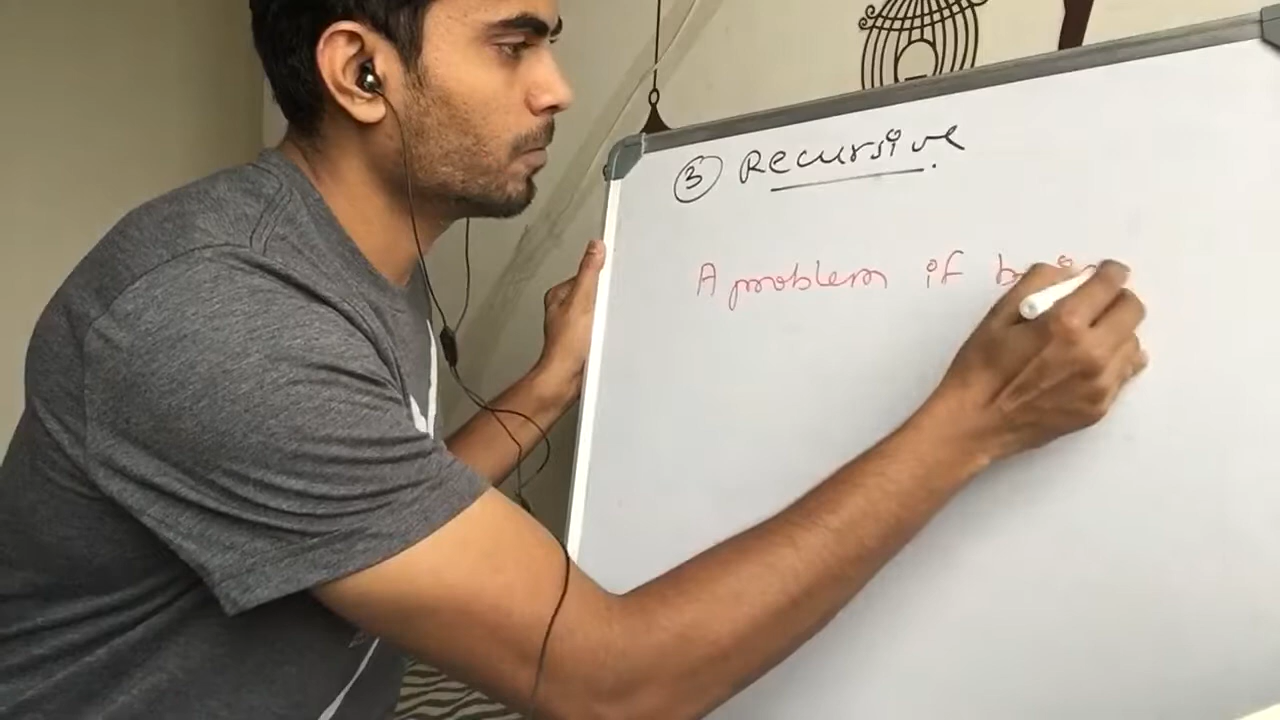 ③ Recursive.
A problem if